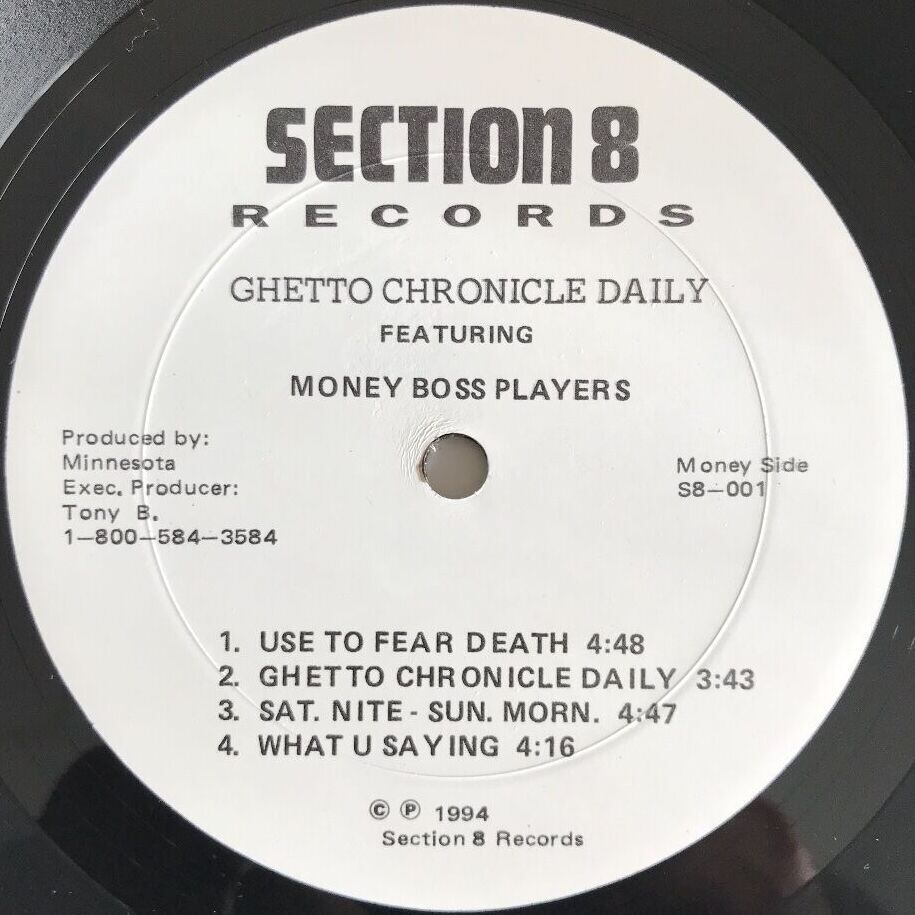 SECTION 8
RECORDS
GHETTO CHRONICLE DAILY
FEATURING
MONEY BOSS PLAYERS
Produced by:
Minnesota
Exec. Producer:
Tony B.
1-800-584-3584
Money Side
S8-001
1. USE TO FEAR DEATH 4:48
2. GHETTO CHRONICLE DAILY 3:43
3. SAT. NITE - SUN. MORN. 4:47
4. WHAT U SAYING 4:16
© ℗ 1994
Section 8 Records